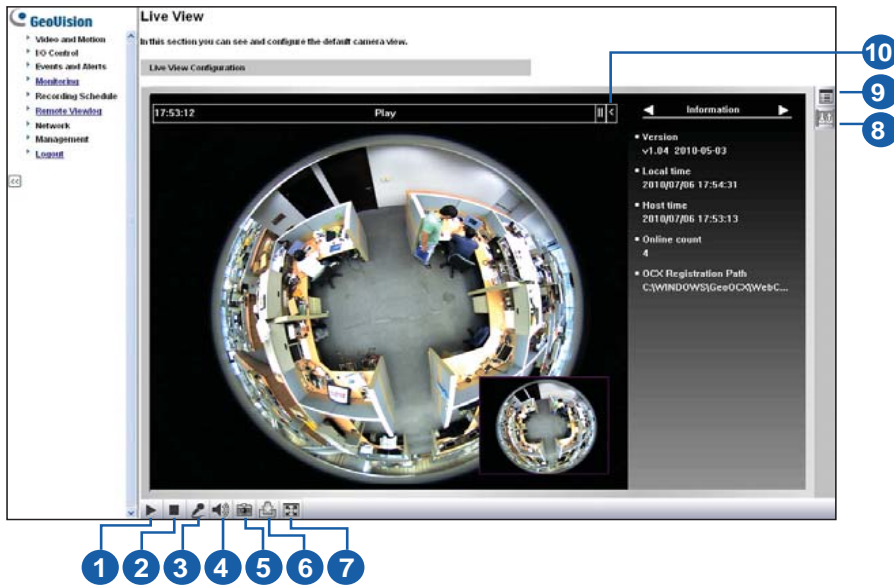 GeoVision
Video and Motion
I/O Control
Events and Alerts
Monitoring
Recording Schedule
Remote Viewlog
Network
Management
Logout
<<
Live View
In this section you can see and configure the default camera view.
Live View Configuration
17:53:12 Play || <
Information
Version
v1.04 2010-05-03
Local time
2010/07/06 17:54:31
Host time
2010/07/06 17:53:13
Online count
4
OCX Registration Path
C:\WINDOWS\GeoOCX\WebC...
10
9
8
1 2 3 4 5 6 7